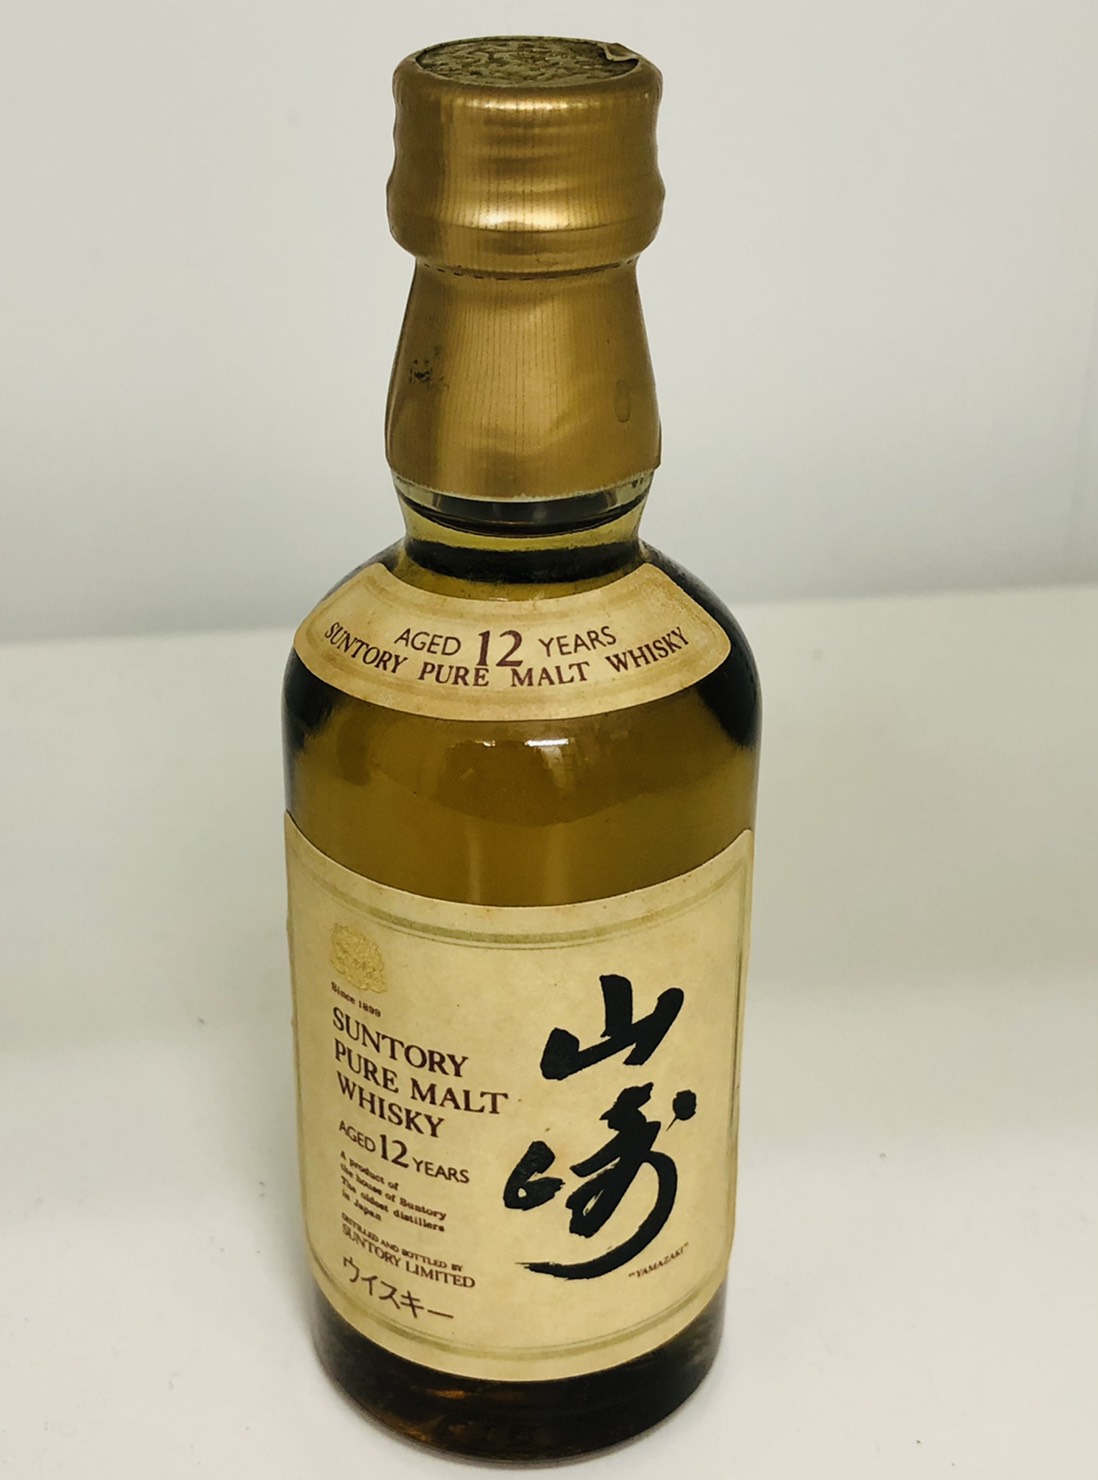 AGED 12 YEARS
SUNTORY PURE MALT WHISKY
Since 1899
SUNTORY
PURE MALT
WHISKY
AGED 12 YEARS
A product of
the house of Suntory
The oldest distillers
in Japan
DISTILLED AND BOTTLED BY
SUNTORY LIMITED
ウイスキー
山崎
"YAMAZAKI"